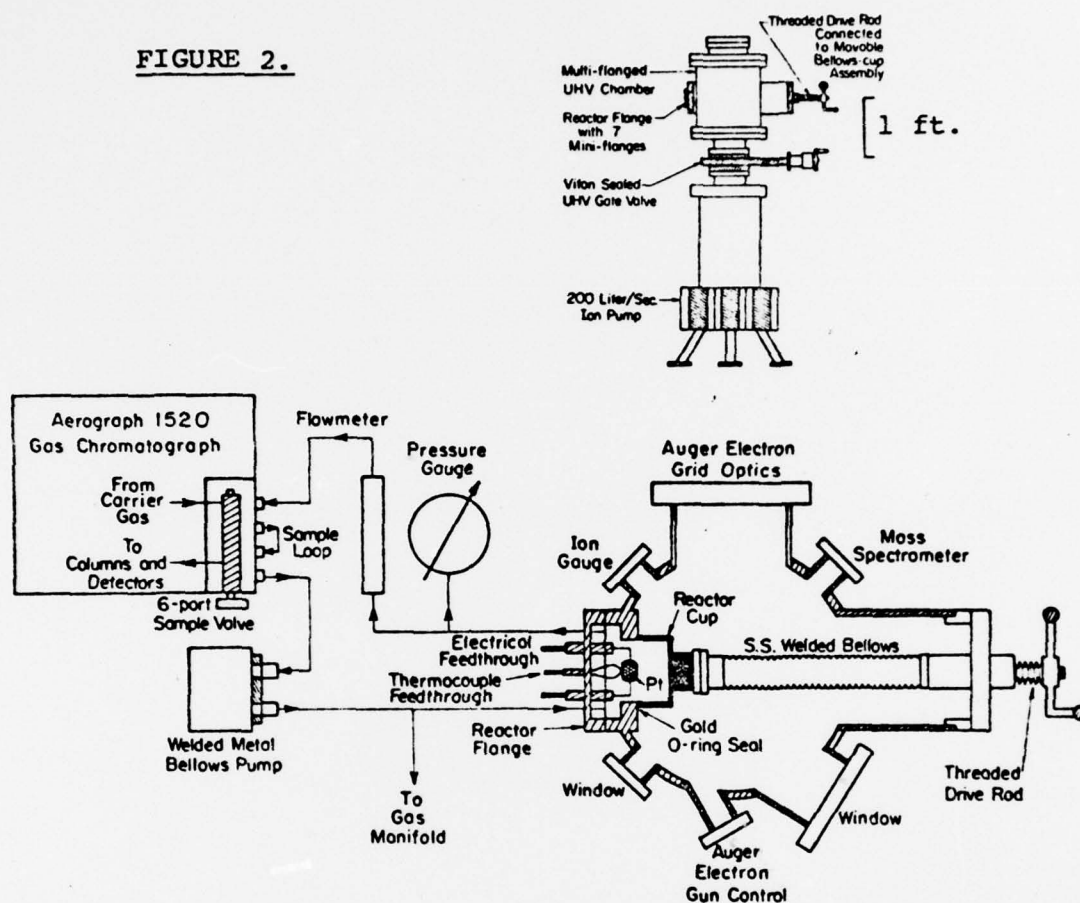 FIGURE 2.
Threaded Drive Rod
Connected
to Movable
Bellows-cup
Assembly
Multi-flanged
UHV Chamber
Reactor Flange
with 7
Mini-flanges
1 ft.
Viton Sealed
UHV Gate Valve
200 Liter/Sec
Ion Pump
Aerograph 1520
Gas Chromatograph
From
Carrier
Gas
To
Columns and
Detectors
Sample
Loop
6-port
Sample Valve
Flowmeter
Pressure
Gauge
Auger Electron
Grid Optics
Ion
Gauge
Mass
Spectrometer
Reactor
Cup
S.S. Welded Bellows
Electrical
Feedthrough
Thermocouple
Feedthrough
Pt
Reactor
Flange
Gold
O-ring Seal
Welded Metal
Bellows Pump
To
Gas
Manifold
Window
Auger
Electron
Gun Control
Window
Threaded
Drive Rod